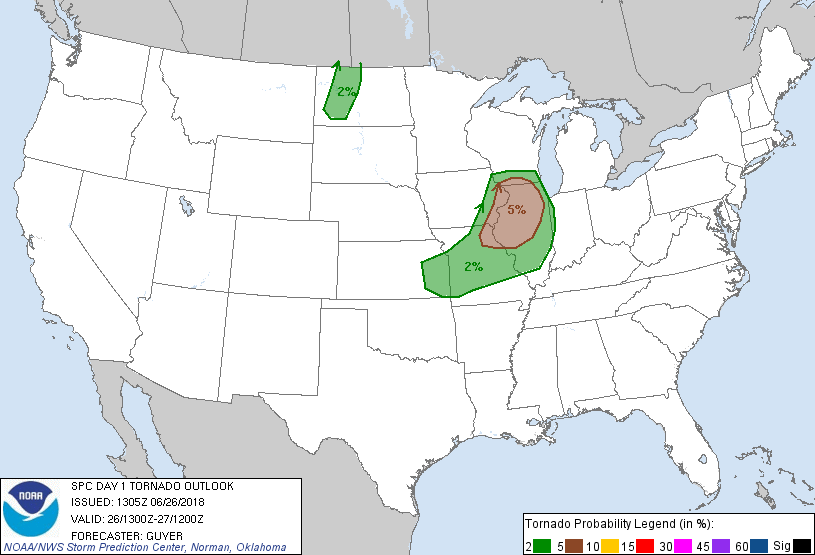 2%
5%
2%
NOAA
SPC DAY 1 TORNADO OUTLOOK
ISSUED: 1305Z 06/26/2018
VALID: 26/1300Z-27/1200Z
FORECASTER: GUYER
NOAA/NWS Storm Prediction Center, Norman, Oklahoma
Tornado Probability Legend (in %):
2 5 10 15 30 45 60 Sig